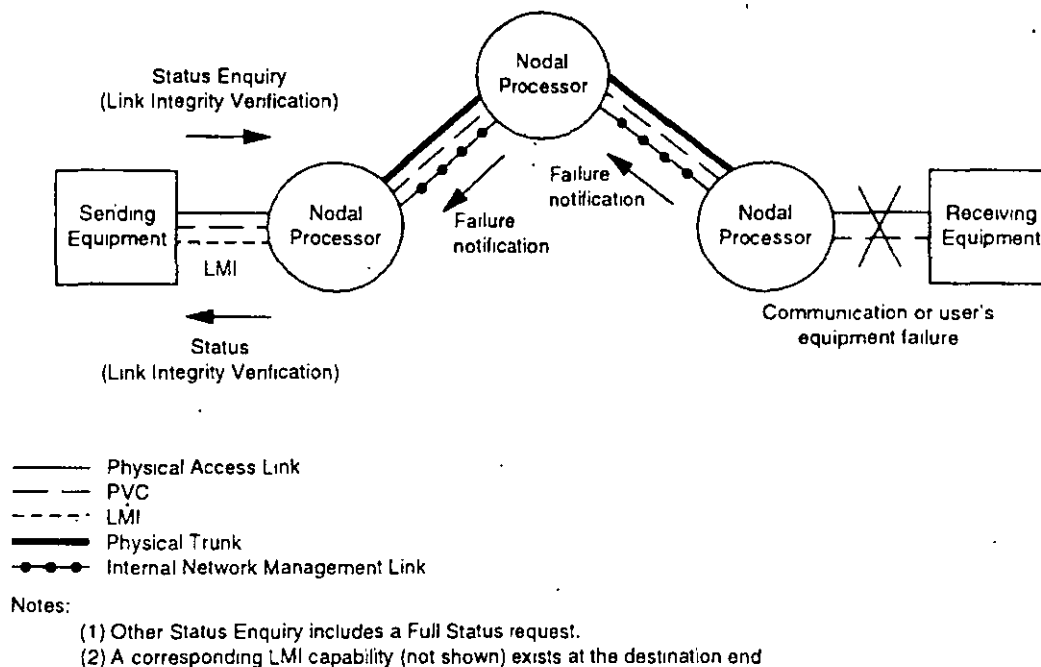 Nodal
Processor
Status Enquiry
(Link Integrity Verification)
Failure
notification
Failure
notification
Sending
Equipment
LMI
Nodal
Processor
Nodal
Processor
Receiving
Equipment
Status
(Link Integrity Verification)
Communication or user's
equipment failure
Physical Access Link
PVC
LMI
Physical Trunk
Internal Network Management Link
Notes:
(1) Other Status Enquiry includes a Full Status request.
(2) A corresponding LMI capability (not shown) exists at the destination end